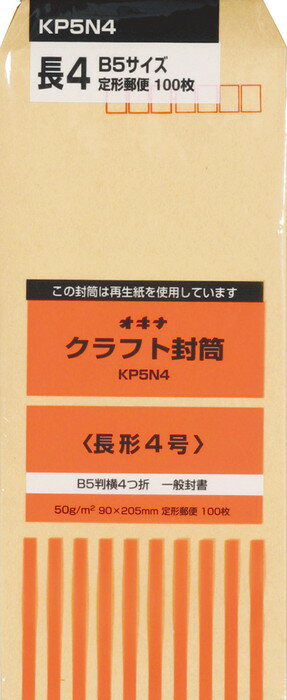 KP5N4
長4 B5サイズ
定形郵便 100枚
この封筒は再生紙を使用しています
オキナ
クラフト封筒
KP5N4
〈長形4号〉
B5判横4つ折 一般封書
50g/m² 90×205mm 定形郵便 100枚